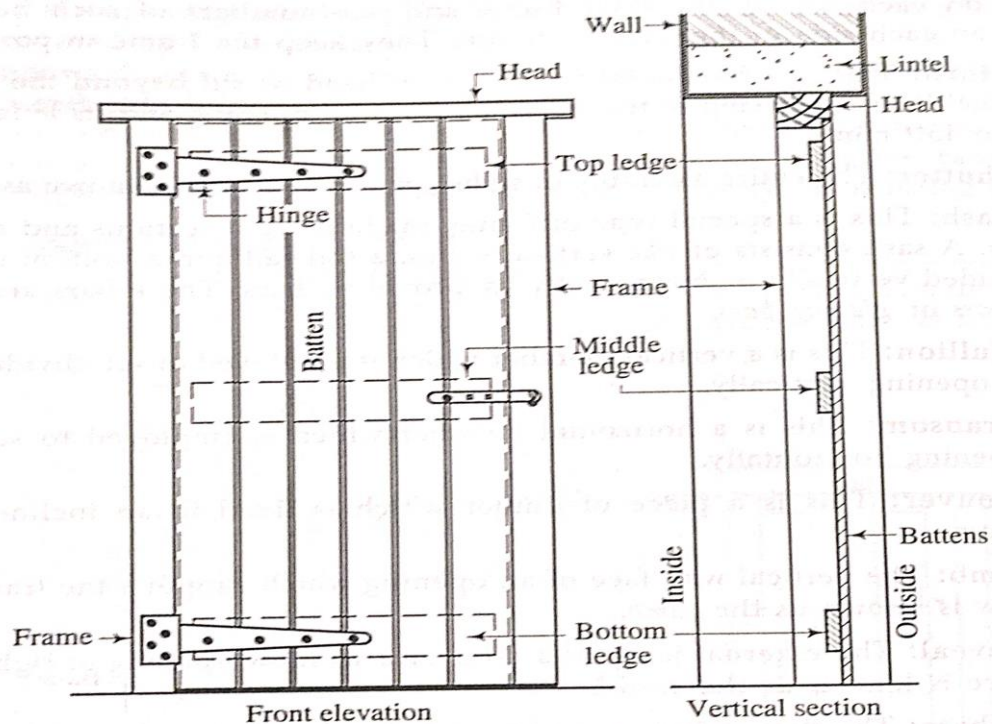 Wall
Lintel
Head
Head
Top ledge
Hinge
Frame
Batten
Middle
ledge
Battens
Inside
Outside
Frame
Bottom
ledge
Front elevation
Vertical section